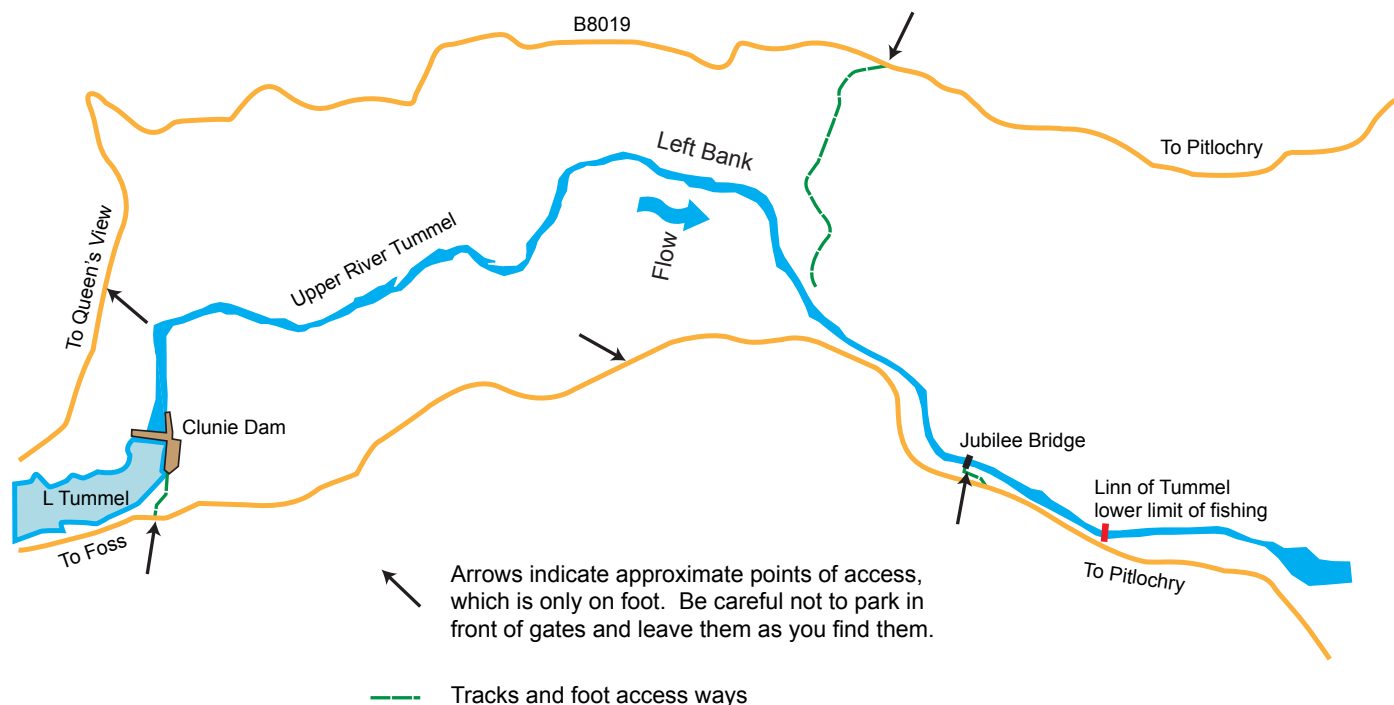 B8019
To Pitlochry
Left Bank
Flow
Upper River Tummel
To Queen's View
Clunie Dam
L Tummel
To Foss
Jubilee Bridge
Linn of Tummel
lower limit of fishing
To Pitlochry
Arrows indicate approximate points of access,
which is only on foot. Be careful not to park in
front of gates and leave them as you find them.
Tracks and foot access ways